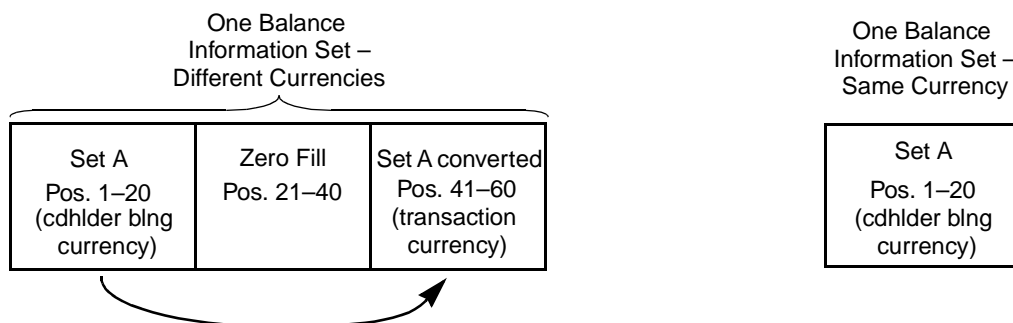 One Balance
Information Set –
Different Currencies
Set A
Pos. 1–20
(cdhlder blng
currency)
Zero Fill
Pos. 21–40
Set A converted
Pos. 41–60
(transaction
currency)
One Balance
Information Set –
Same Currency
Set A
Pos. 1–20
(cdhlder blng
currency)